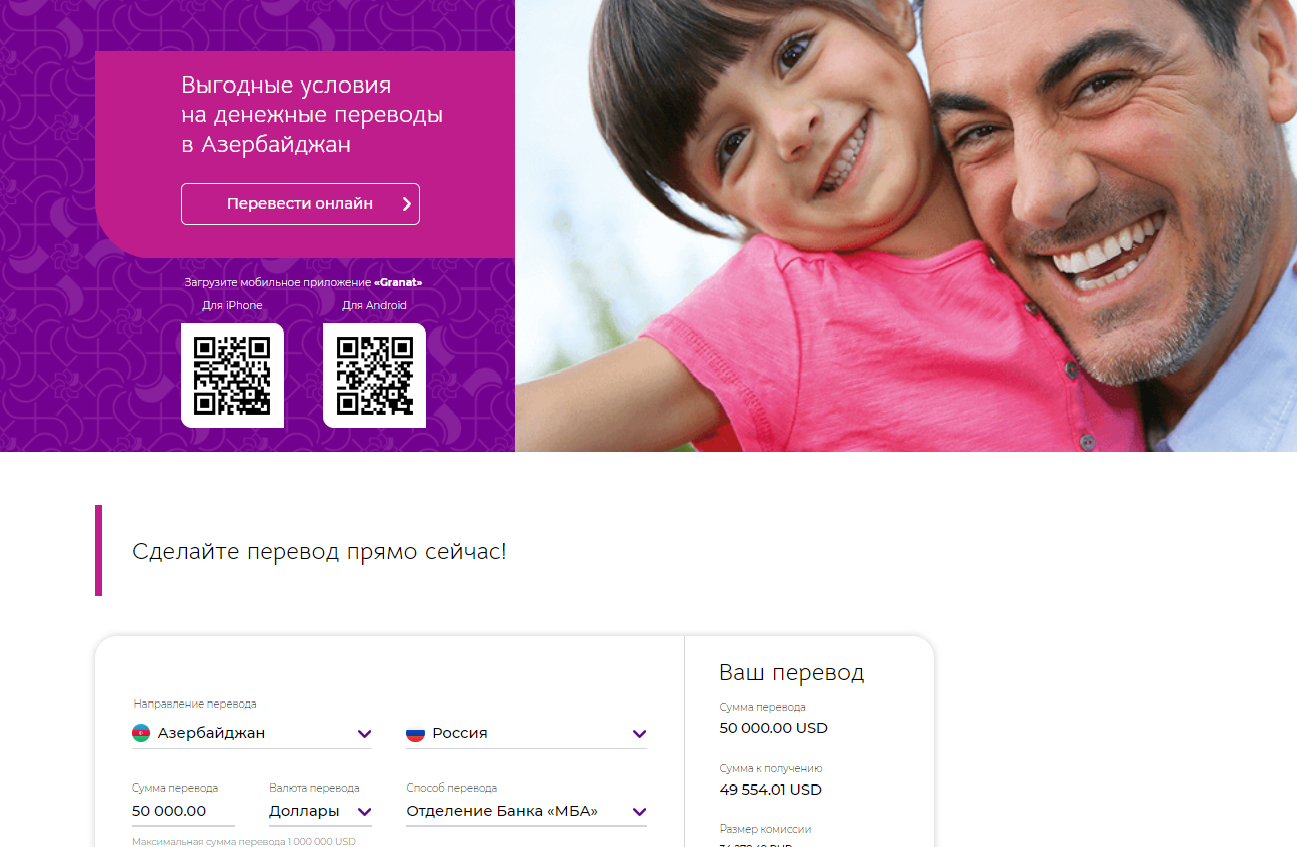 Выгодные условия
на денежные переводы
в Азербайджан
Перевести онлайн
Загрузите мобильное приложение «Granat»
Для iPhone
Для Android
Сделайте перевод прямо сейчас!
Ваш перевод
Направление перевода
Азербайджан
Россия
Сумма перевода
50 000.00 USD
Сумма к получению
49 554.01 USD
Сумма перевода
50 000.00
Валюта перевода
Доллары
Способ перевода
Отделение Банка «МБА»
Максимальная сумма перевода 1 000 000 USD
Размер комиссии